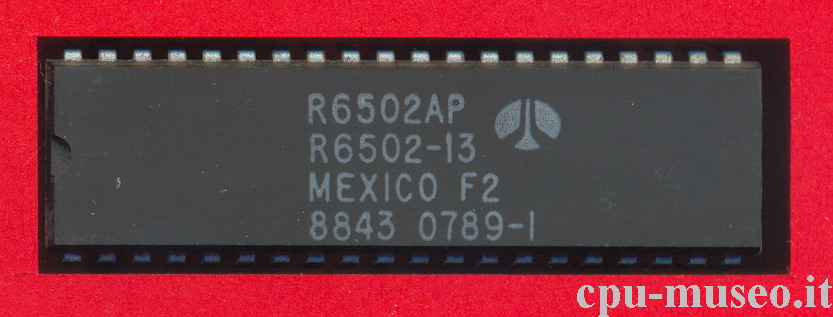 R6502AP
R6502-13
MEXICO F2
8843 0789-1
cpu-museo.it